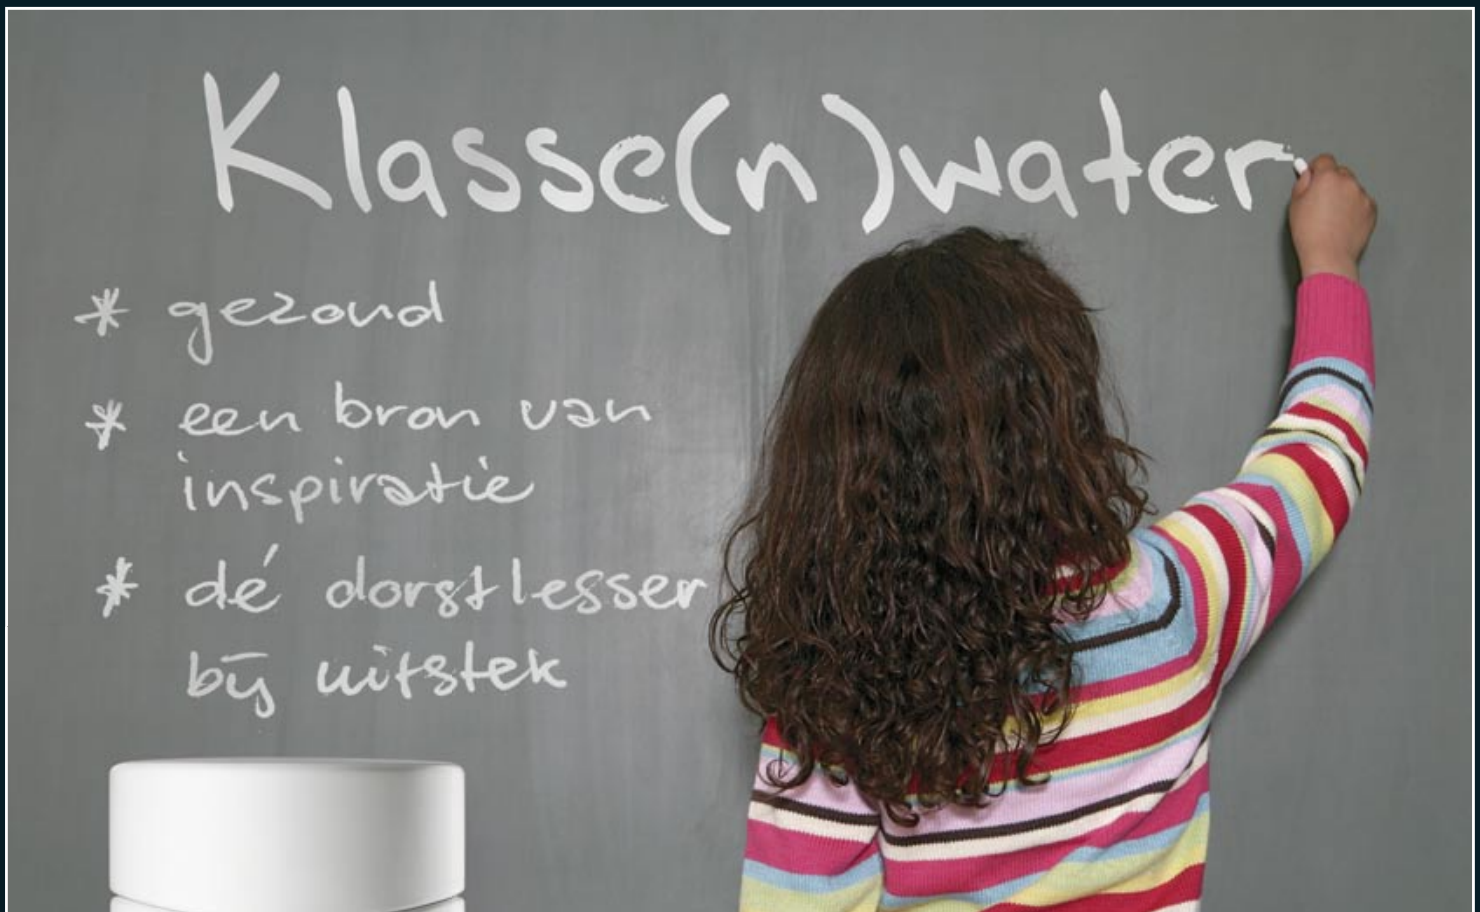 Klasse(n)water
* gezond
* een bron van
inspiratie
* dé dorstlesser
bij uitstek